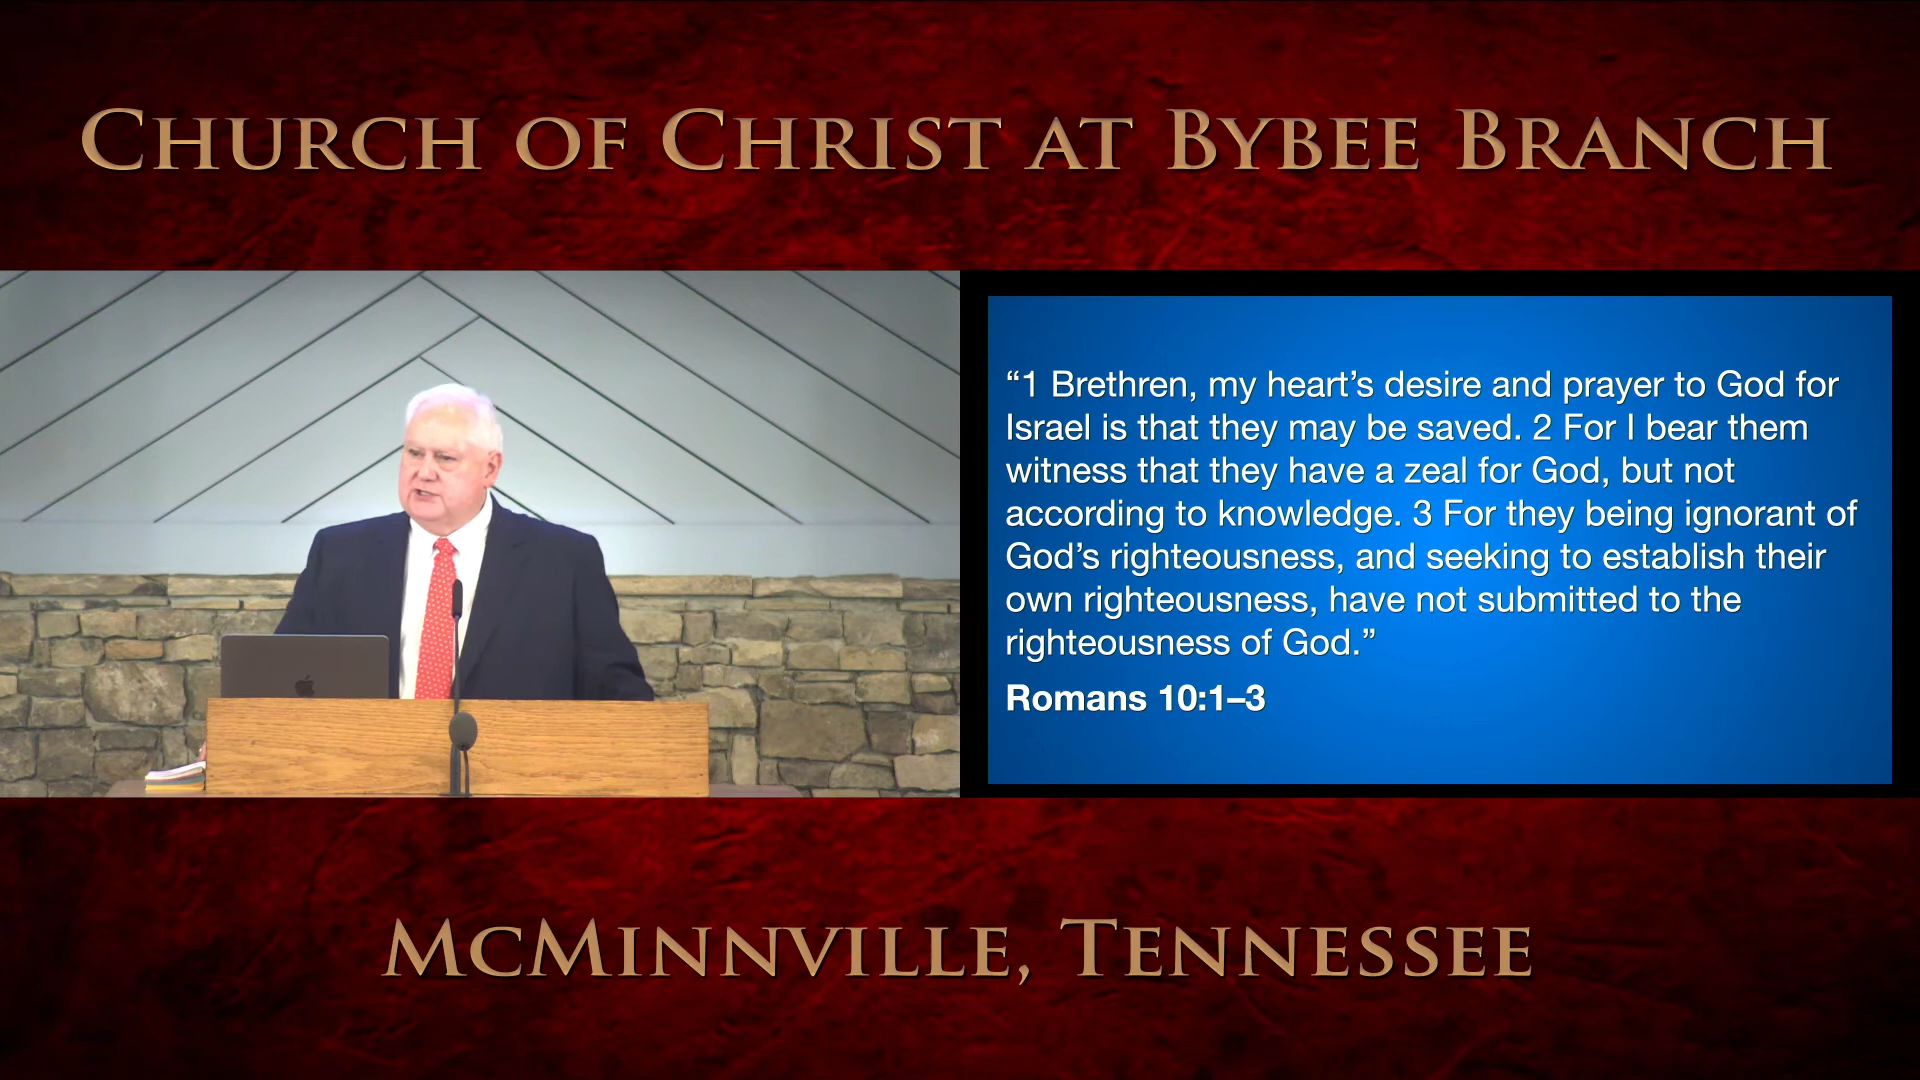 Church of Christ at Bybee Branch
“1 Brethren, my heart’s desire and prayer to God for
Israel is that they may be saved. 2 For I bear them
witness that they have a zeal for God, but not
according to knowledge. 3 For they being ignorant of
God’s righteousness, and seeking to establish their
own righteousness, have not submitted to the
righteousness of God.”
Romans 10:1–3
McMinnville, Tennessee